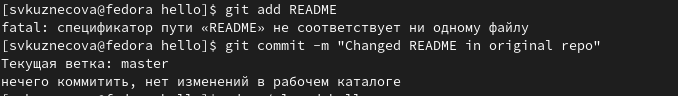 [svkuznecova@fedora hello]$ git add README
fatal: спецификатор пути «README» не соответствует ни одному файлу
[svkuznecova@fedora hello]$ git commit -m "Changed README in original repo"
Текущая ветка: master
нечего коммитить, нет изменений в рабочем каталоге